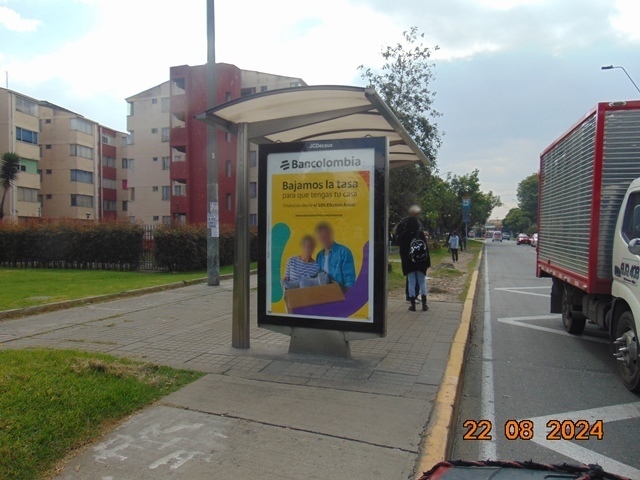 JCDecaux
Bancolombia
Bajamos la tasa
para que tengas tu casa
22 08 2024